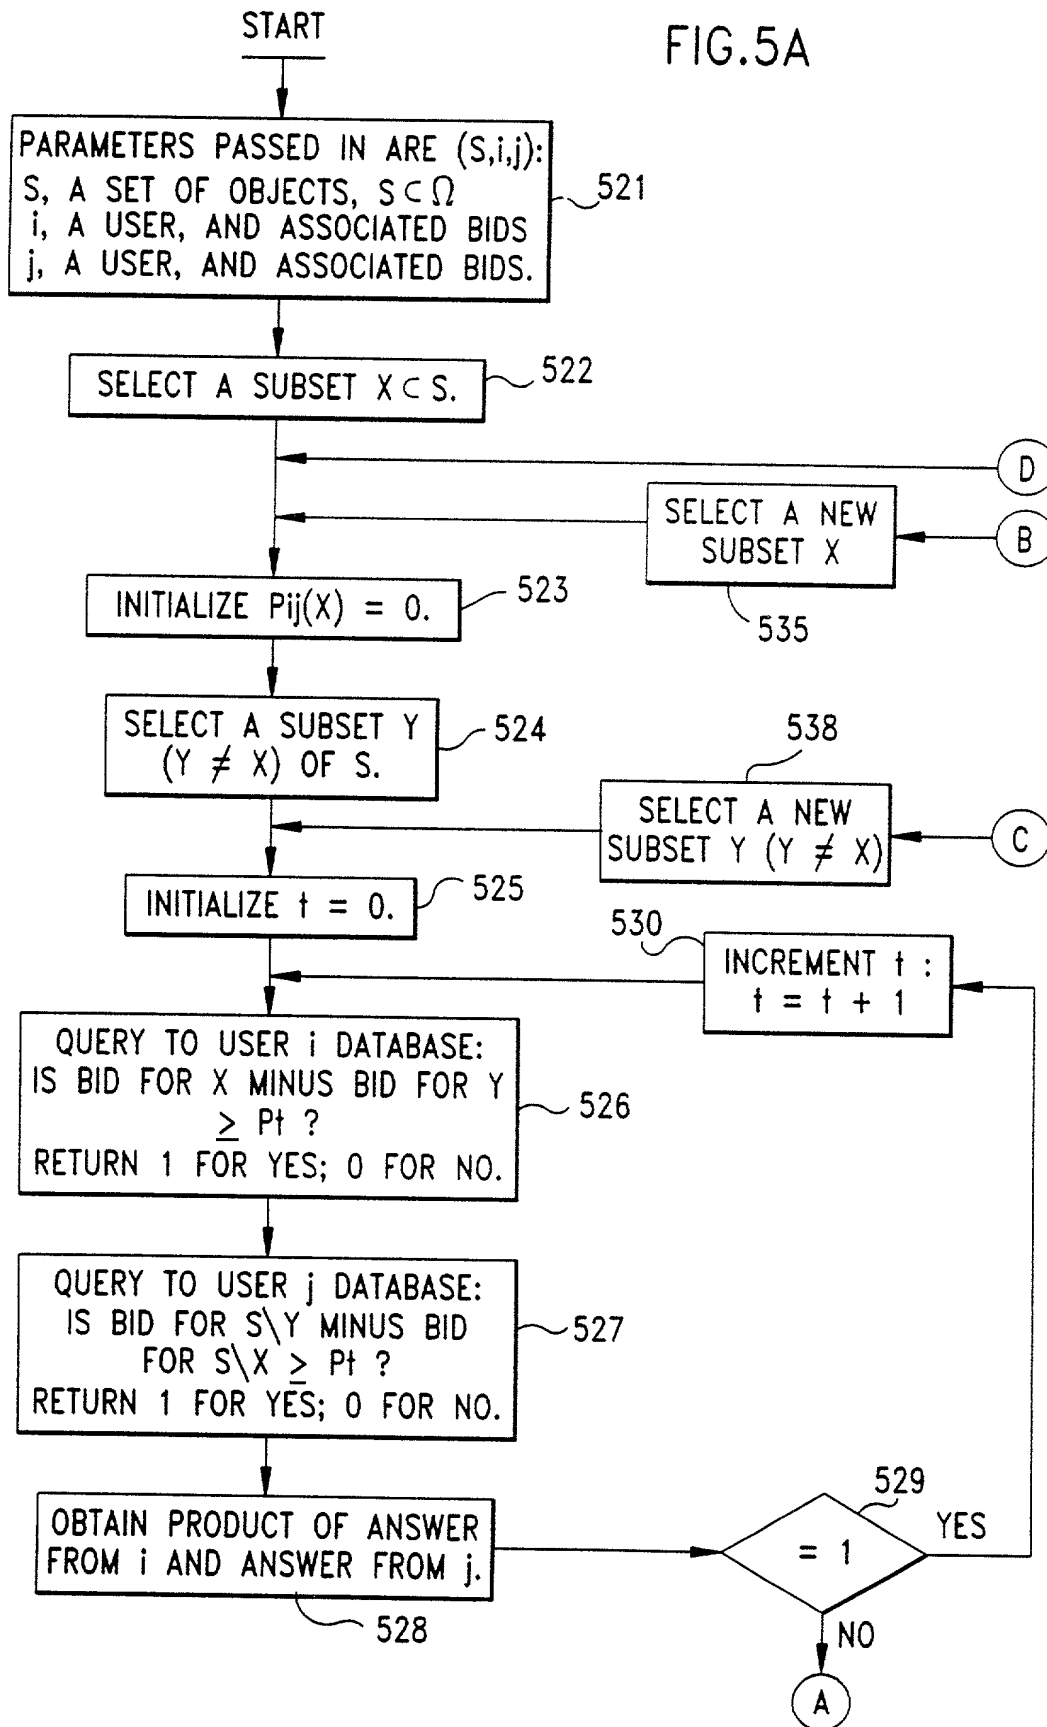 START
FIG.5A
PARAMETERS PASSED IN ARE (S,i,j):
S, A SET OF OBJECTS, S⊂Ω
i, A USER, AND ASSOCIATED BIDS
j, A USER, AND ASSOCIATED BIDS.
521
SELECT A SUBSET X⊂S.
522
D
SELECT A NEW
SUBSET X
B
535
INITIALIZE Pij(X) = 0.
523
SELECT A SUBSET Y
(Y ≠ X) OF S.
524
538
SELECT A NEW
SUBSET Y (Y ≠ X)
C
INITIALIZE t = 0.
525
530
INCREMENT t :
t = t + 1
QUERY TO USER i DATABASE:
IS BID FOR X MINUS BID FOR Y
≥ Pt ?
RETURN 1 FOR YES; 0 FOR NO.
526
QUERY TO USER j DATABASE:
IS BID FOR S\Y MINUS BID
FOR S\X ≥ Pt ?
RETURN 1 FOR YES; 0 FOR NO.
527
OBTAIN PRODUCT OF ANSWER
FROM i AND ANSWER FROM j.
528
529
= 1
YES
NO
A